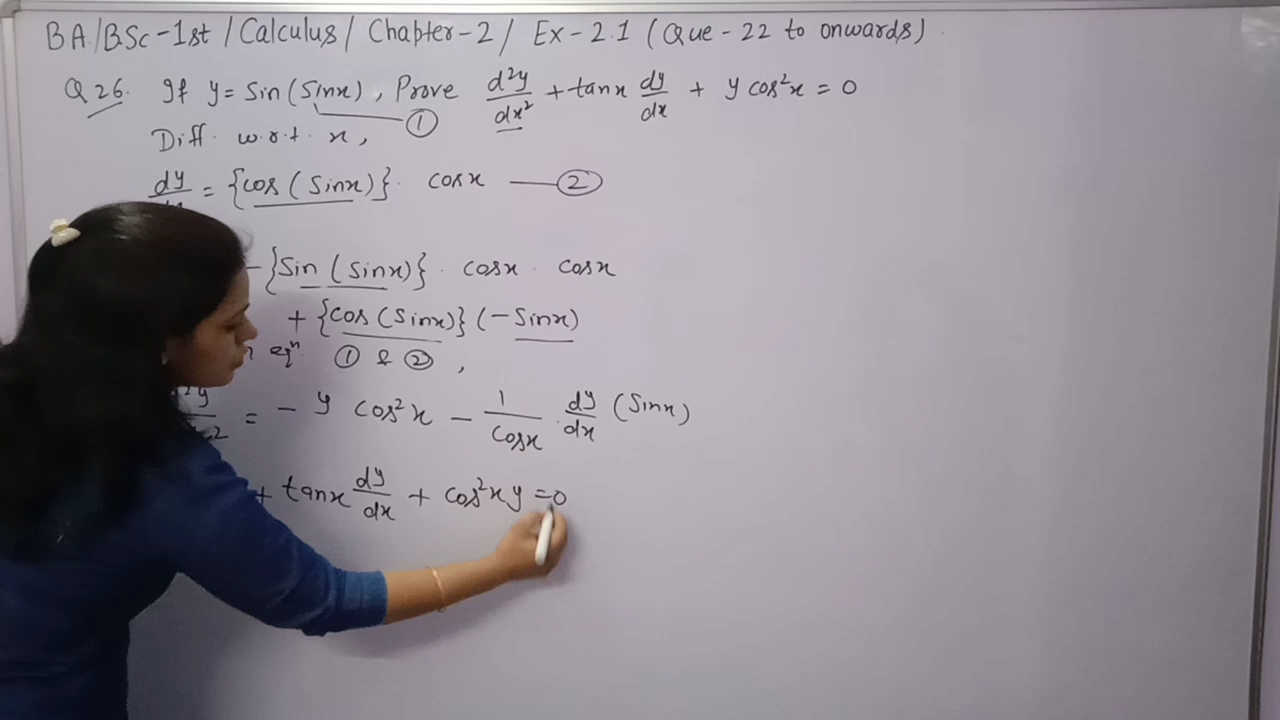 BA/BSc-1st / Calculus / Chapter-2 / Ex-2.1 (Que-22 to onwards).
Q 26. If y = Sin (Sinx), Prove d²y/dx² + tanx dy/dx + y cos²x = 0
①
Diff. w.r.t. x,
dy/dx = {cos (Sinx)}. cosx — ②
- {Sin (Sinx)} . cosx . cosx
+ {cos (Sinx)} (-Sinx)
eqⁿ. ① & ②,
= - y cos²x - 1/cosx . dy/dx (Sinx)
+ tanx dy/dx + cos²x y = 0